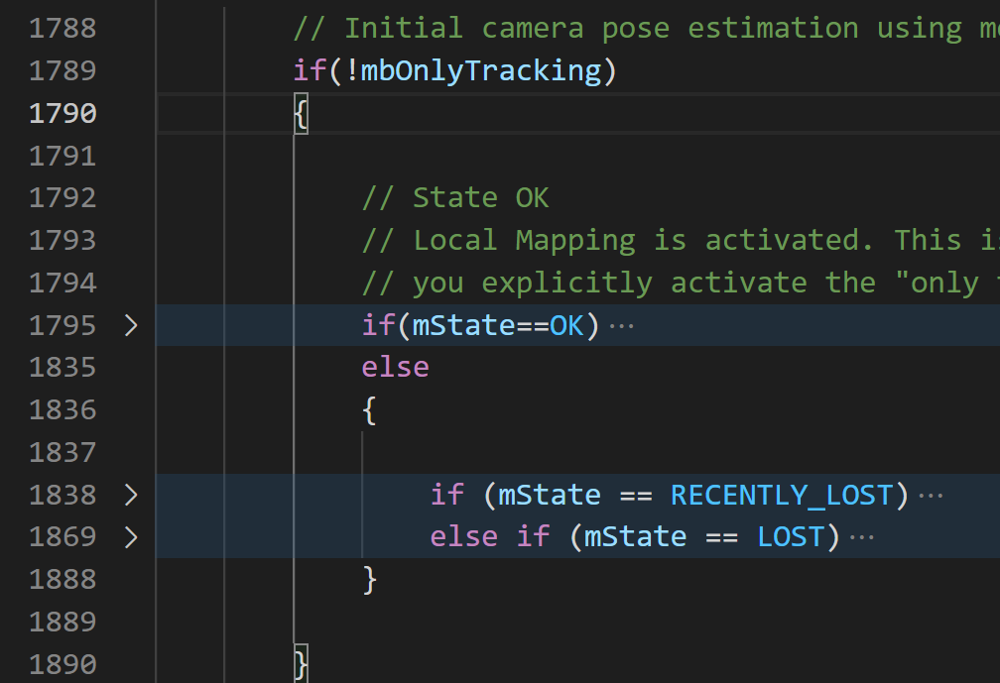 1788 // Initial camera pose estimation using
1789 if(!mbOnlyTracking)
1790 {
1791
1792 // State OK
1793 // Local Mapping is activated. This
1794 // you explicitly activate the "only
1795 > if(mState==OK)···
1835 else
1836 {
1837
1838 > if (mState == RECENTLY_LOST)···
1869 > else if (mState == LOST)···
1888 }
1889
1890 }